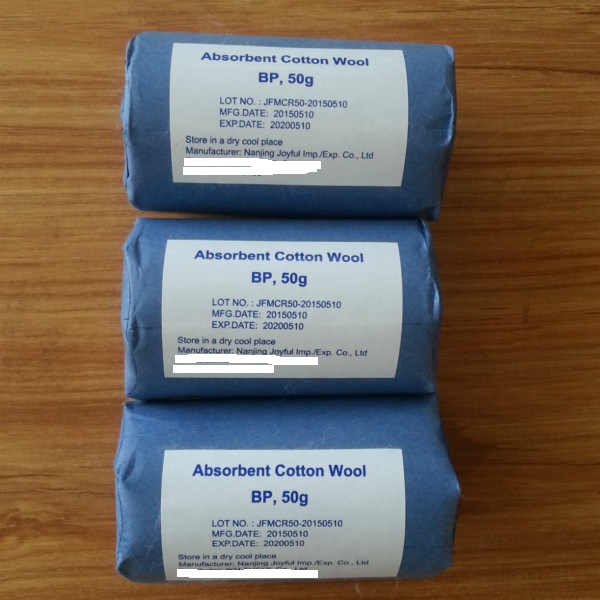 Absorbent Cotton Wool
BP, 50g
LOT NO. : JFMCR50-20150510
MFG.DATE: 20150510
EXP.DATE: 20200510
Store in a dry cool place
Manufacturer: Nanjing Joyful Imp./Exp. Co., Ltd
Absorbent Cotton Wool
BP, 50g
LOT NO. : JFMCR50-20150510
MFG.DATE: 20150510
EXP.DATE: 20200510
Store in a dry cool place
Manufacturer: Nanjing Joyful Imp./Exp. Co., Ltd
Absorbent Cotton Wool
BP, 50g
LOT NO. : JFMCR50-20150510
MFG.DATE: 20150510
EXP.DATE: 20200510
Store in a dry cool place
Manufacturer: Nanjing Joyful Imp./Exp. Co., Ltd